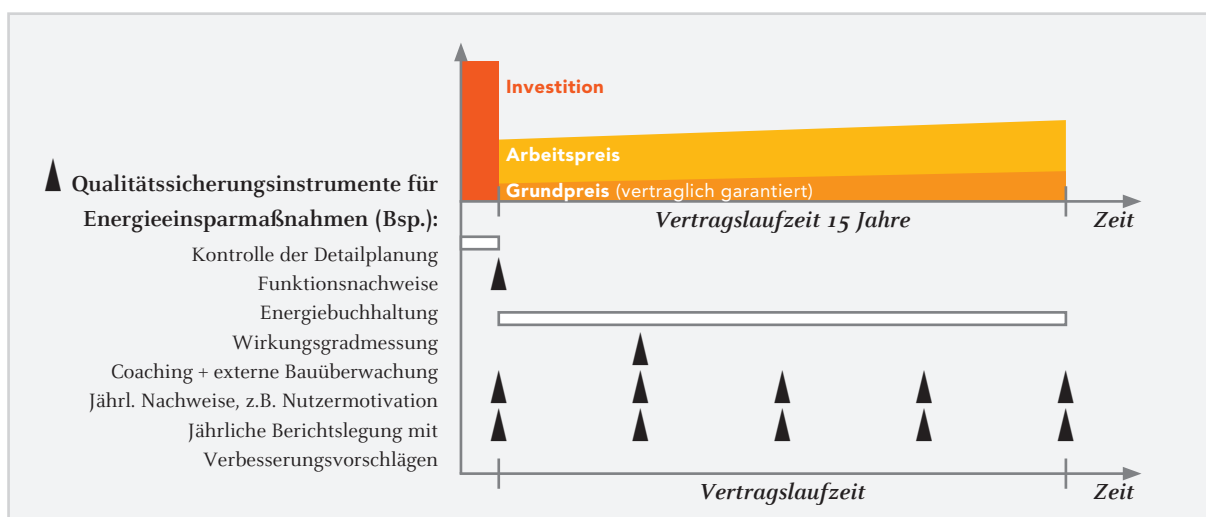 Investition
Arbeitspreis
Grundpreis (vertraglich garantiert)
Vertragslaufzeit 15 Jahre
Zeit
Qualitätssicherungsinstrumente für
Energieeinsparmaßnahmen (Bsp.):
Kontrolle der Detailplanung
Funktionsnachweise
Energiebuchhaltung
Wirkungsgradmessung
Coaching + externe Bauüberwachung
Jährl. Nachweise, z.B. Nutzermotivation
Jährliche Berichtslegung mit
Verbesserungsvorschlägen
Vertragslaufzeit
Zeit